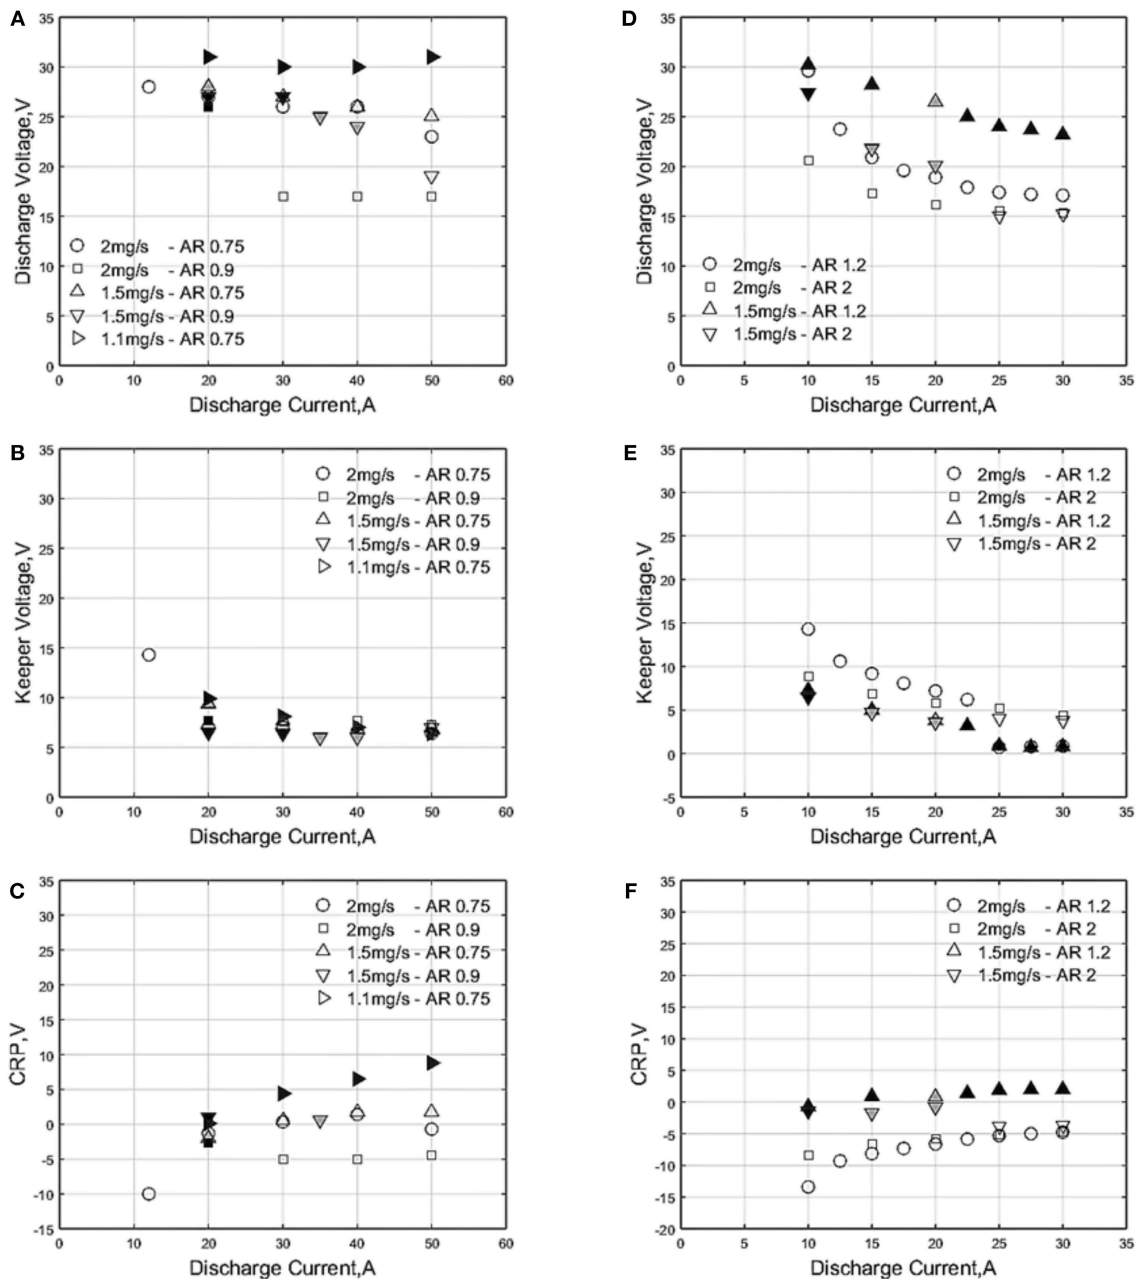 A
35
30
25
20
15
10
5
0
Discharge Voltage,V
2mg/s - AR 0.75
2mg/s - AR 0.9
1.5mg/s - AR 0.75
1.5mg/s - AR 0.9
1.1mg/s - AR 0.75
0 10 20 30 40 50 60
Discharge Current,A
D
35
30
25
20
15
10
5
0
Discharge Voltage,V
2mg/s - AR 1.2
2mg/s - AR 2
1.5mg/s - AR 1.2
1.5mg/s - AR 2
0 5 10 15 20 25 30 35
Discharge Current,A
B
35
30
25
20
15
10
5
0
Keeper Voltage,V
2mg/s - AR 0.75
2mg/s - AR 0.9
1.5mg/s - AR 0.75
1.5mg/s - AR 0.9
1.1mg/s - AR 0.75
0 10 20 30 40 50 60
Discharge Current,A
E
35
30
25
20
15
10
5
0
-5
Keeper Voltage,V
2mg/s - AR 1.2
2mg/s - AR 2
1.5mg/s - AR 1.2
1.5mg/s - AR 2
0 5 10 15 20 25 30 35
Discharge Current,A
C
35
30
25
20
15
10
5
0
-5
-10
-15
CRP,V
2mg/s - AR 0.75
2mg/s - AR 0.9
1.5mg/s - AR 0.75
1.5mg/s - AR 0.9
1.1mg/s - AR 0.75
0 10 20 30 40 50 60
Discharge Current,A
F
35
30
25
20
15
10
5
0
-5
-10
-15
-20
CRP,V
2mg/s - AR 1.2
2mg/s - AR 2
1.5mg/s - AR 1.2
1.5mg/s - AR 2
0 5 10 15 20 25 30 35
Discharge Current,A